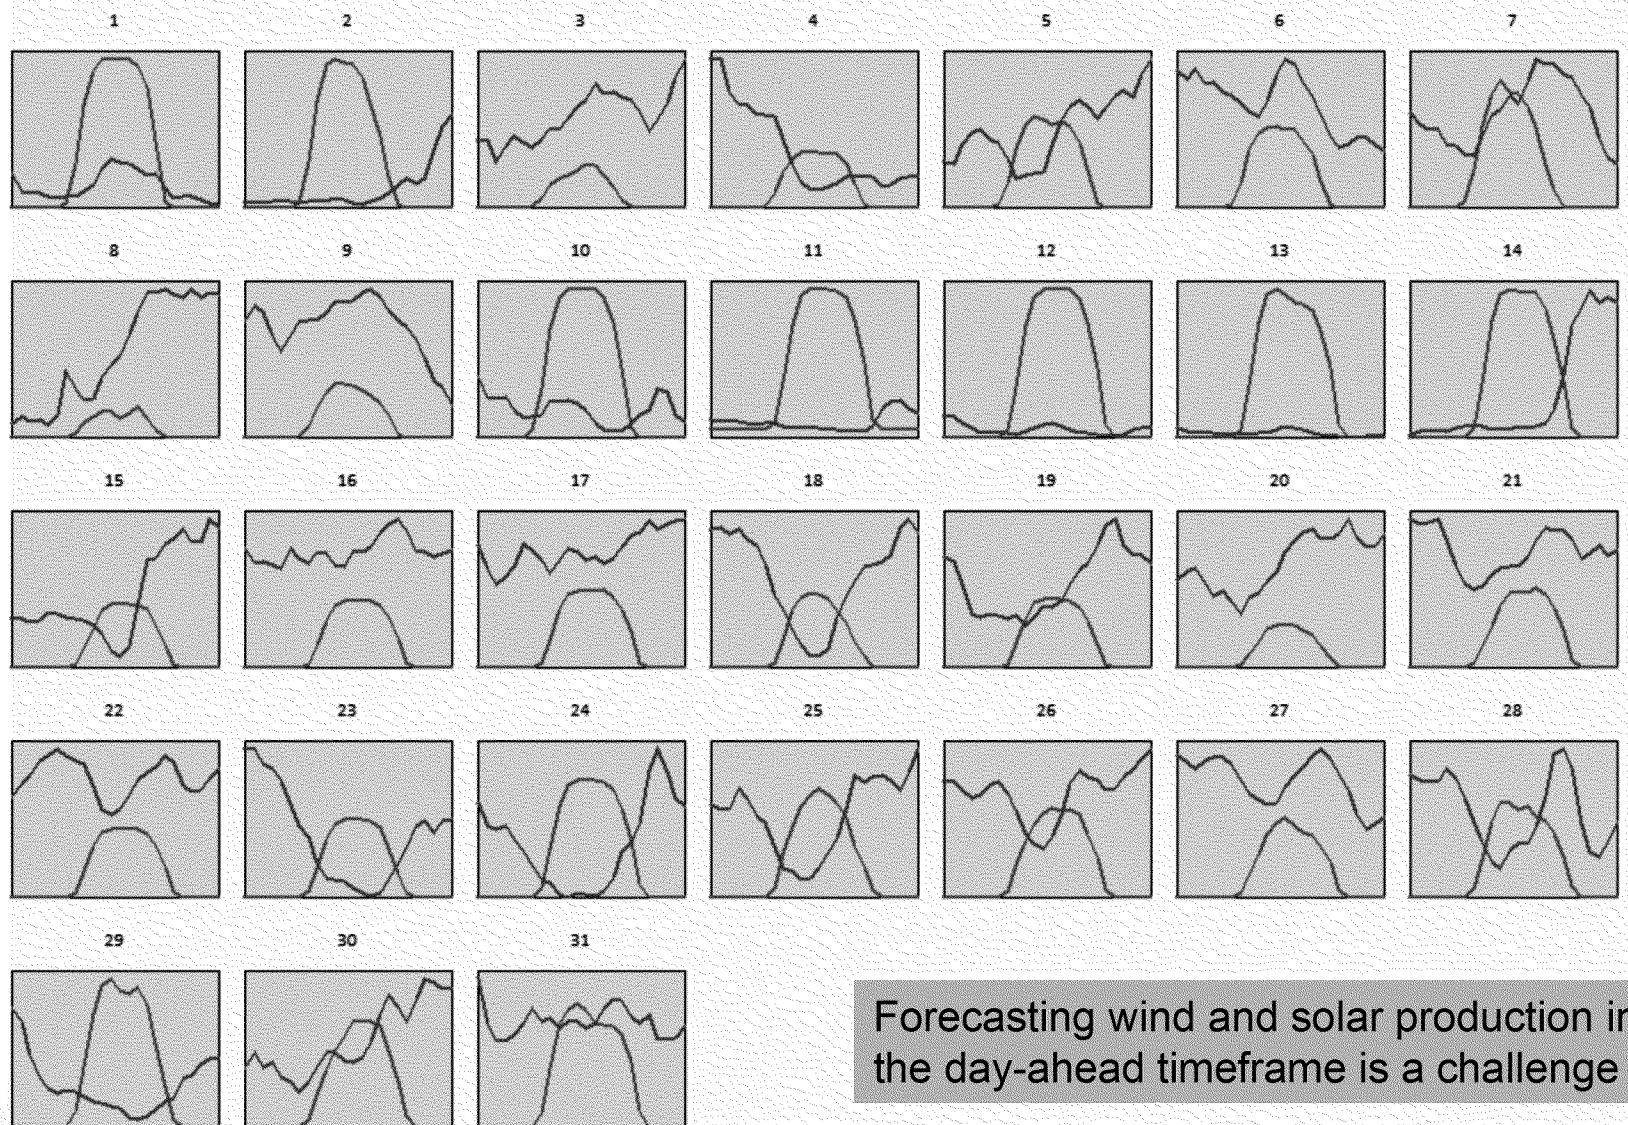 1 2 3 4 5 6 7
8 9 10 11 12 13 14
15 16 17 18 19 20 21
22 23 24 25 26 27 28
29 30 31
Forecasting wind and solar production in
the day-ahead timeframe is a challenge